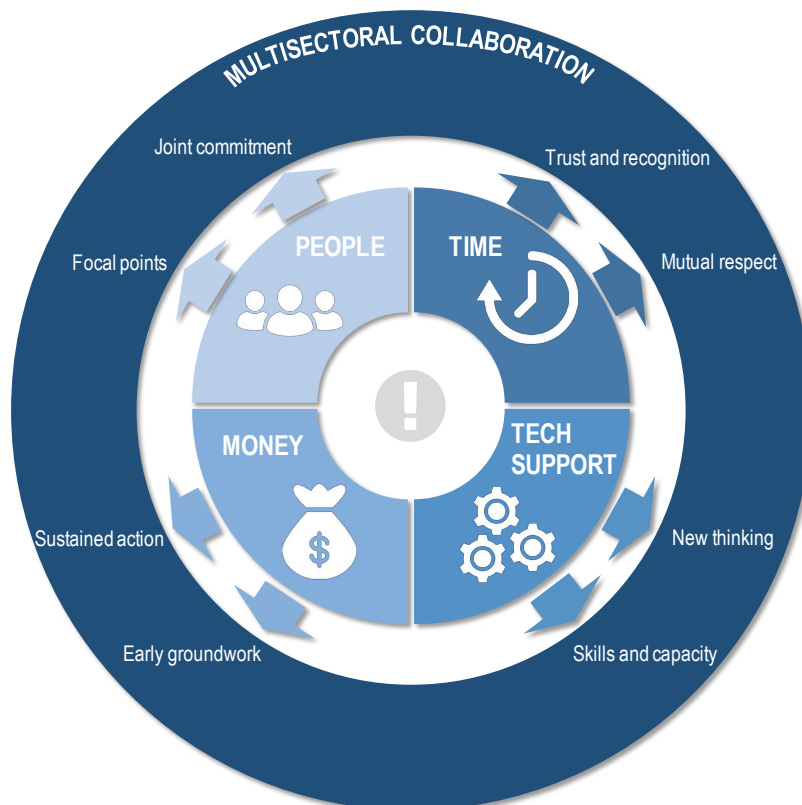 MULTISECTORAL COLLABORATION
Joint commitment
Trust and recognition
Focal points
Mutual respect
PEOPLE
TIME
MONEY
$
TECH
SUPPORT
Sustained action
New thinking
Early groundwork
Skills and capacity
!